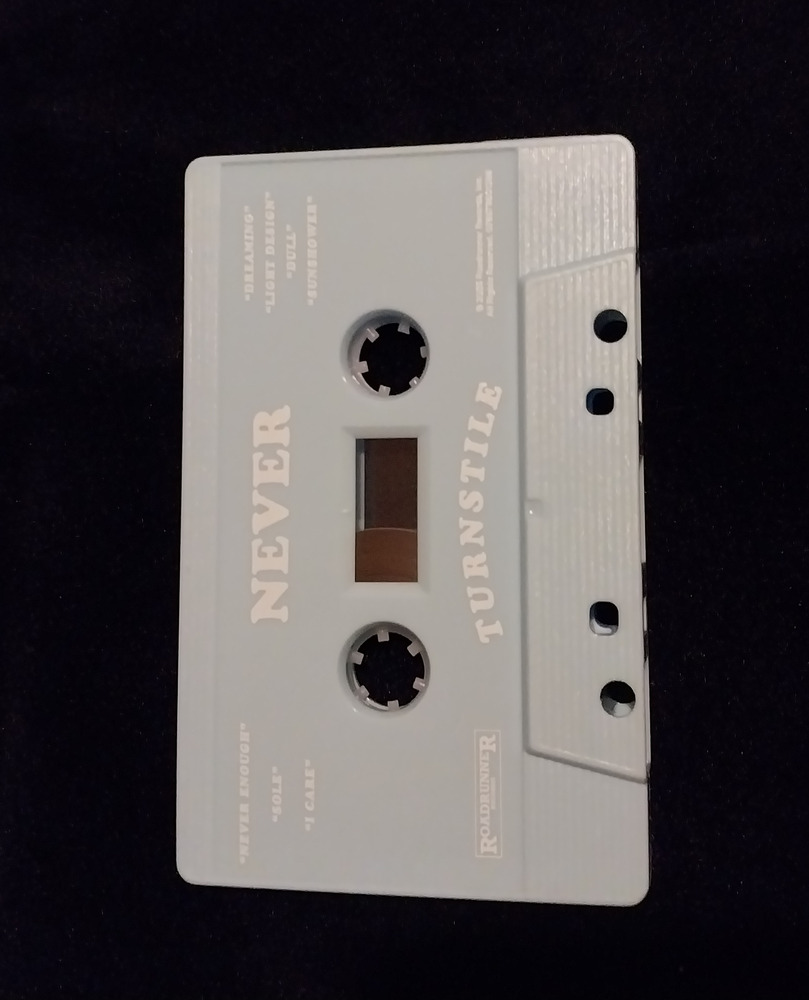 "NEVER ENOUGH"
"SOLE"
"I CARE"
NEVER
"DREAMING"
"LIGHT DESIGN"
"DULL"
"SUNSHOWER"
TURNSTILE
ROADRUNNER